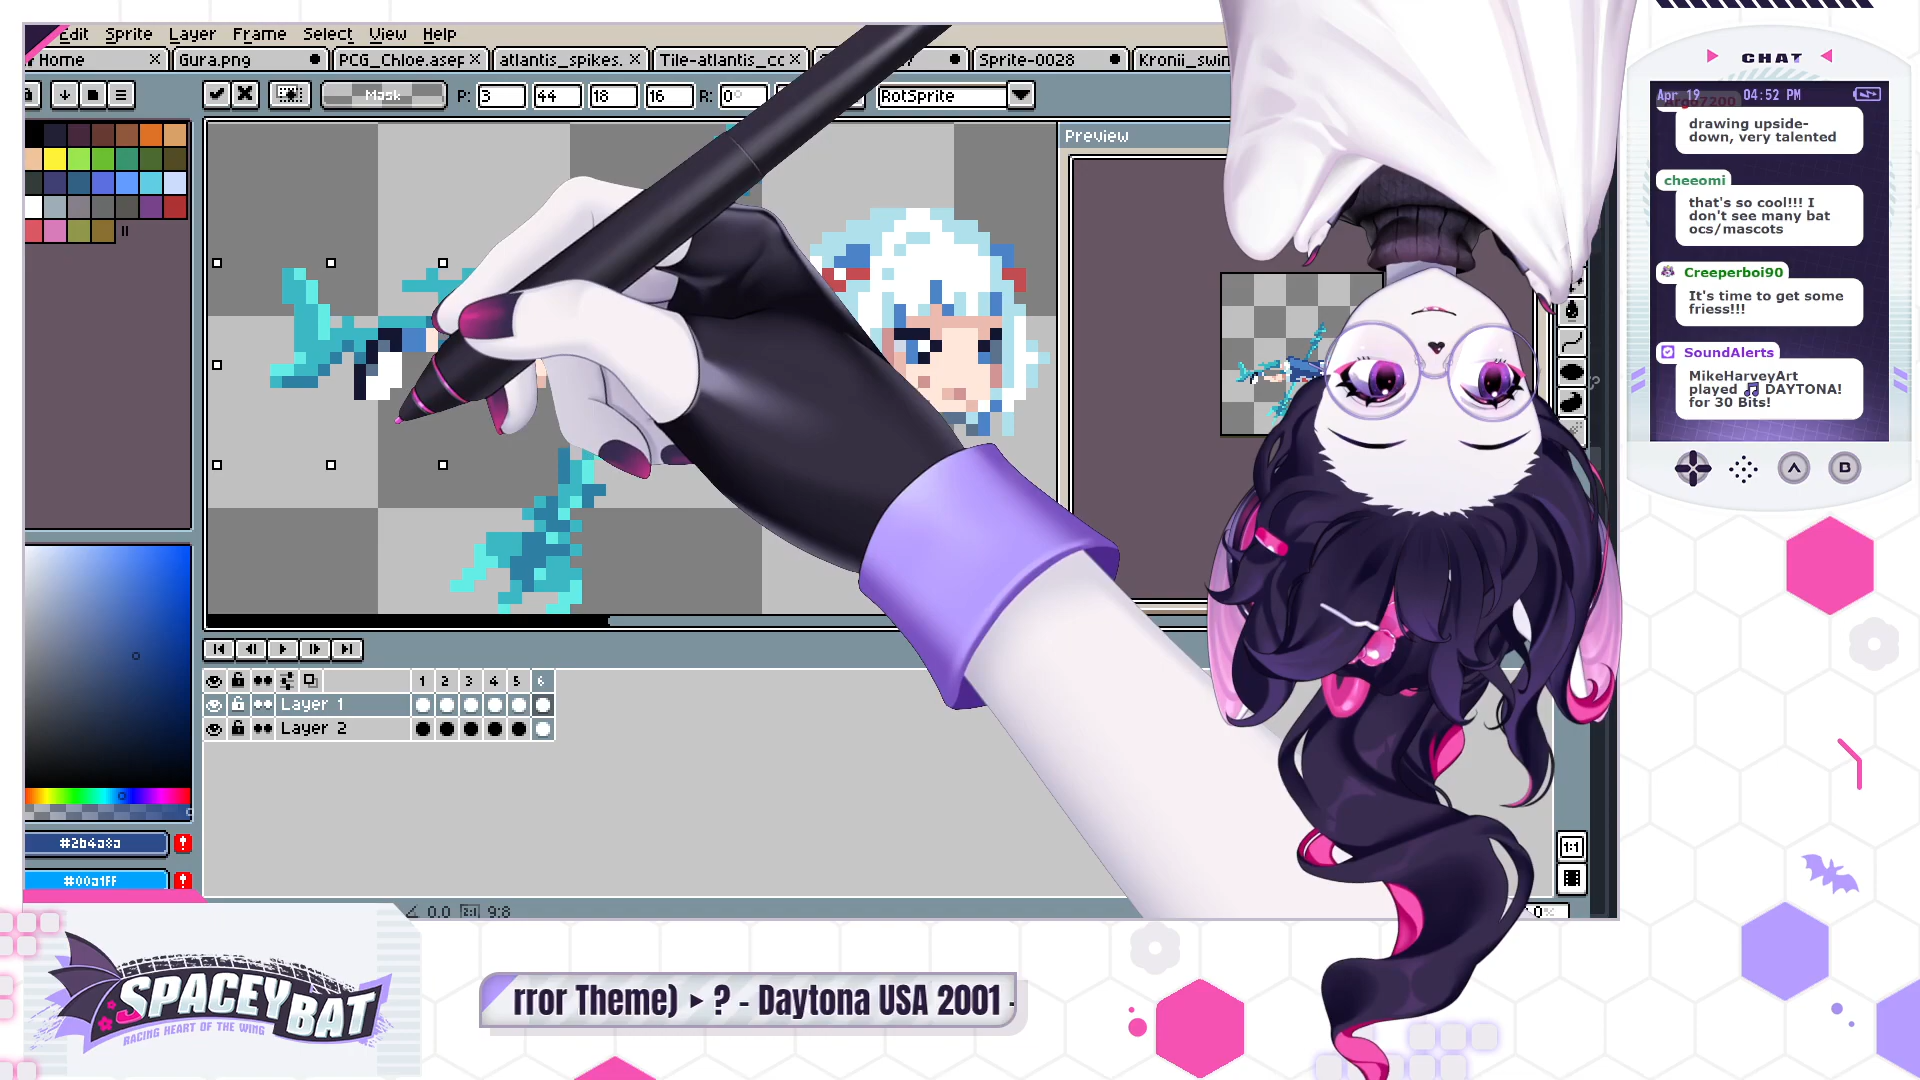 Edit Sprite Layer Frame Select View Help
Home
Gura.png
PCG_Chloe.asep
atlantis_spikes.
Tile-atlantis_cc
Sprite-0028
Kronii_swin
Mask
P: 3 44 18 16 R: 0°
RotSprite
Preview
1 2 3 4 5 6
Layer 1
Layer 2
#2b4a8a
#00a1ff
0.0 9:8
1:1
CHAT
Apr 19 04:52 PM
drawing upside-
down, very talented
cheeomi
that's so cool!!! I
don't see many bat
ocs/mascots
Creeperboi90
It's time to get some
friess!!!
SoundAlerts
MikeHarveyArt
played 🎵 DAYTONA!
for 30 Bits!
A B
SPACEYBAT
RACING HEART OF THE WING
rror Theme) ▸ ? - Daytona USA 2001 -